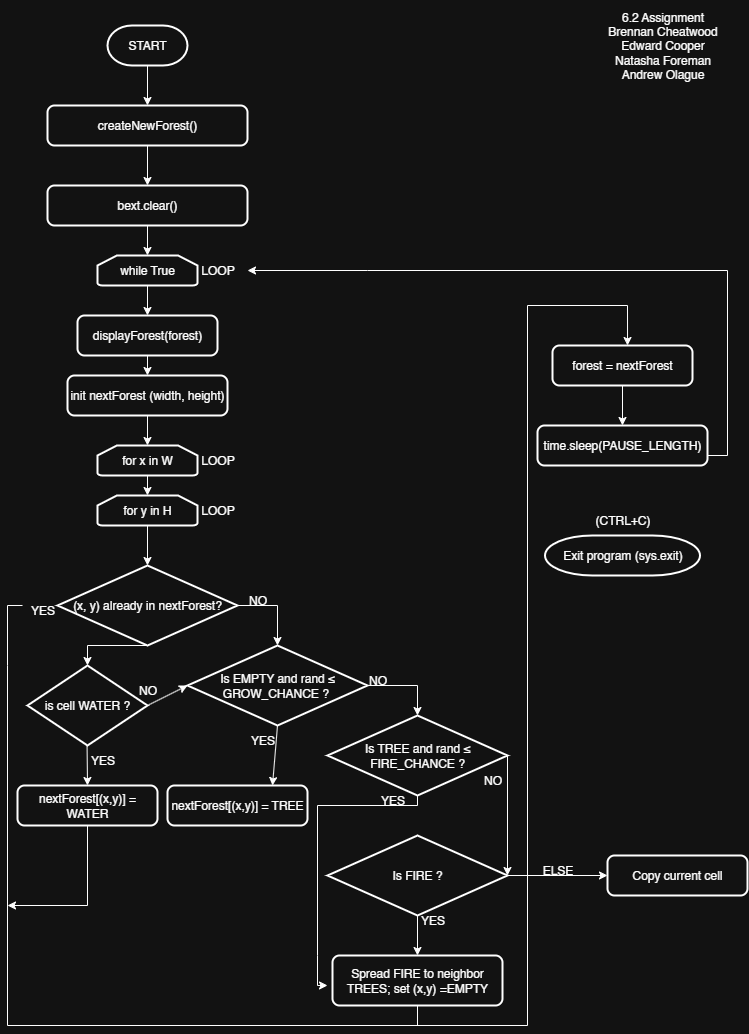 6.2 Assignment
Brennan Cheatwood
Edward Cooper
Natasha Foreman
Andrew Olague
START
createNewForest()
bext.clear()
while True
LOOP
displayForest(forest)
init nextForest (width, height)
for x in W
LOOP
for y in H
LOOP
forest = nextForest
time.sleep(PAUSE_LENGTH)
(CTRL+C)
Exit program (sys.exit)
(x, y) already in nextForest?
YES
NO
is cell WATER ?
NO
YES
Is EMPTY and rand ≤
GROW_CHANCE ?
NO
YES
Is TREE and rand ≤
FIRE_CHANCE ?
NO
YES
nextForest[(x,y)] =
WATER
nextForest[(x,y)] = TREE
Is FIRE ?
ELSE
YES
Copy current cell
Spread FIRE to neighbor
TREES; set (x,y) =EMPTY